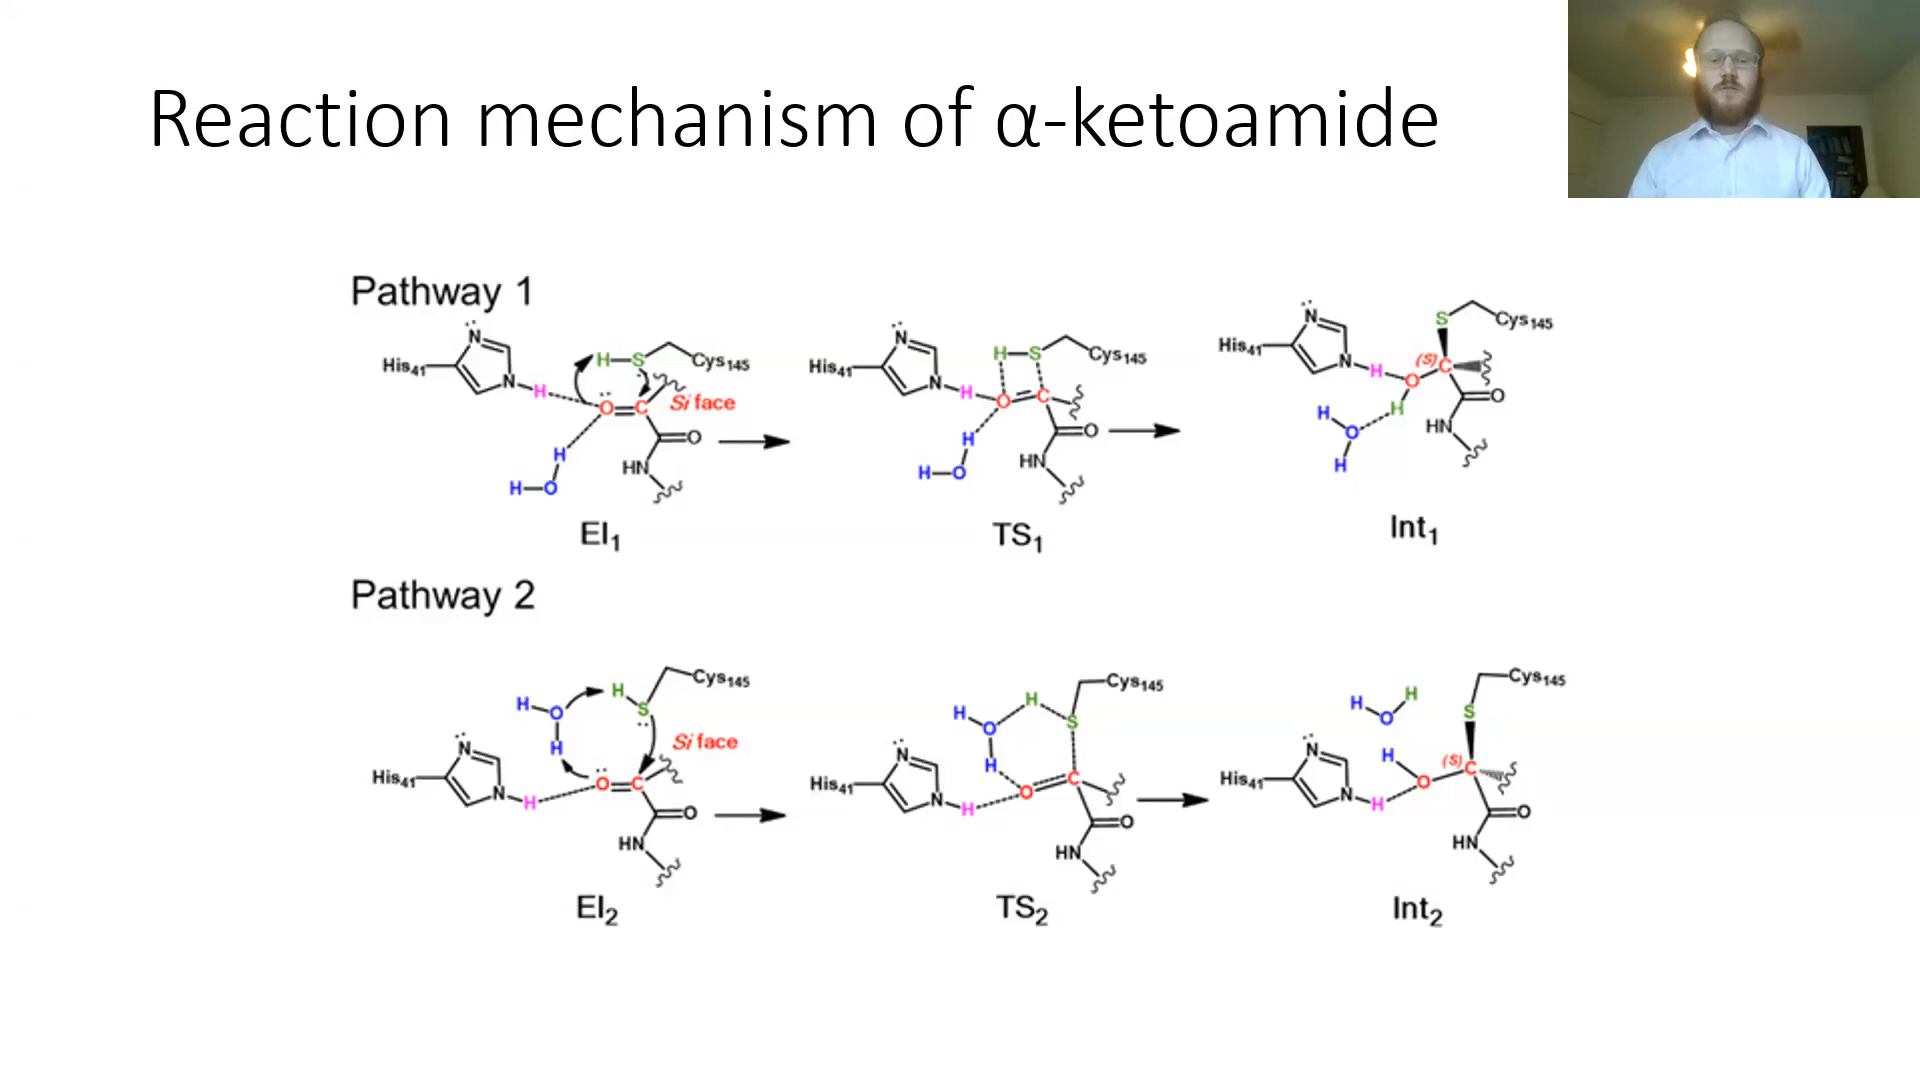 Reaction mechanism of α-ketoamide
Pathway 1
N
His41
N
H
H
S
Cys145
O
C
Si face
O
HN
H
H
O
EI1
N
His41
N
H
H
S
Cys145
O
C
O
HN
H
H
O
TS1
N
His41
N
H
S
Cys145
(S)
C
O
H
O
HN
H
O
H
Int1
Pathway 2
H
O
H
H
S
Cys145
Si face
N
His41
N
H
O
C
O
HN
EI2
H
O
H
H
S
Cys145
N
His41
N
H
O
C
O
HN
TS2
H
O
H
S
Cys145
N
His41
N
H
H
O
(S)
C
O
HN
Int2